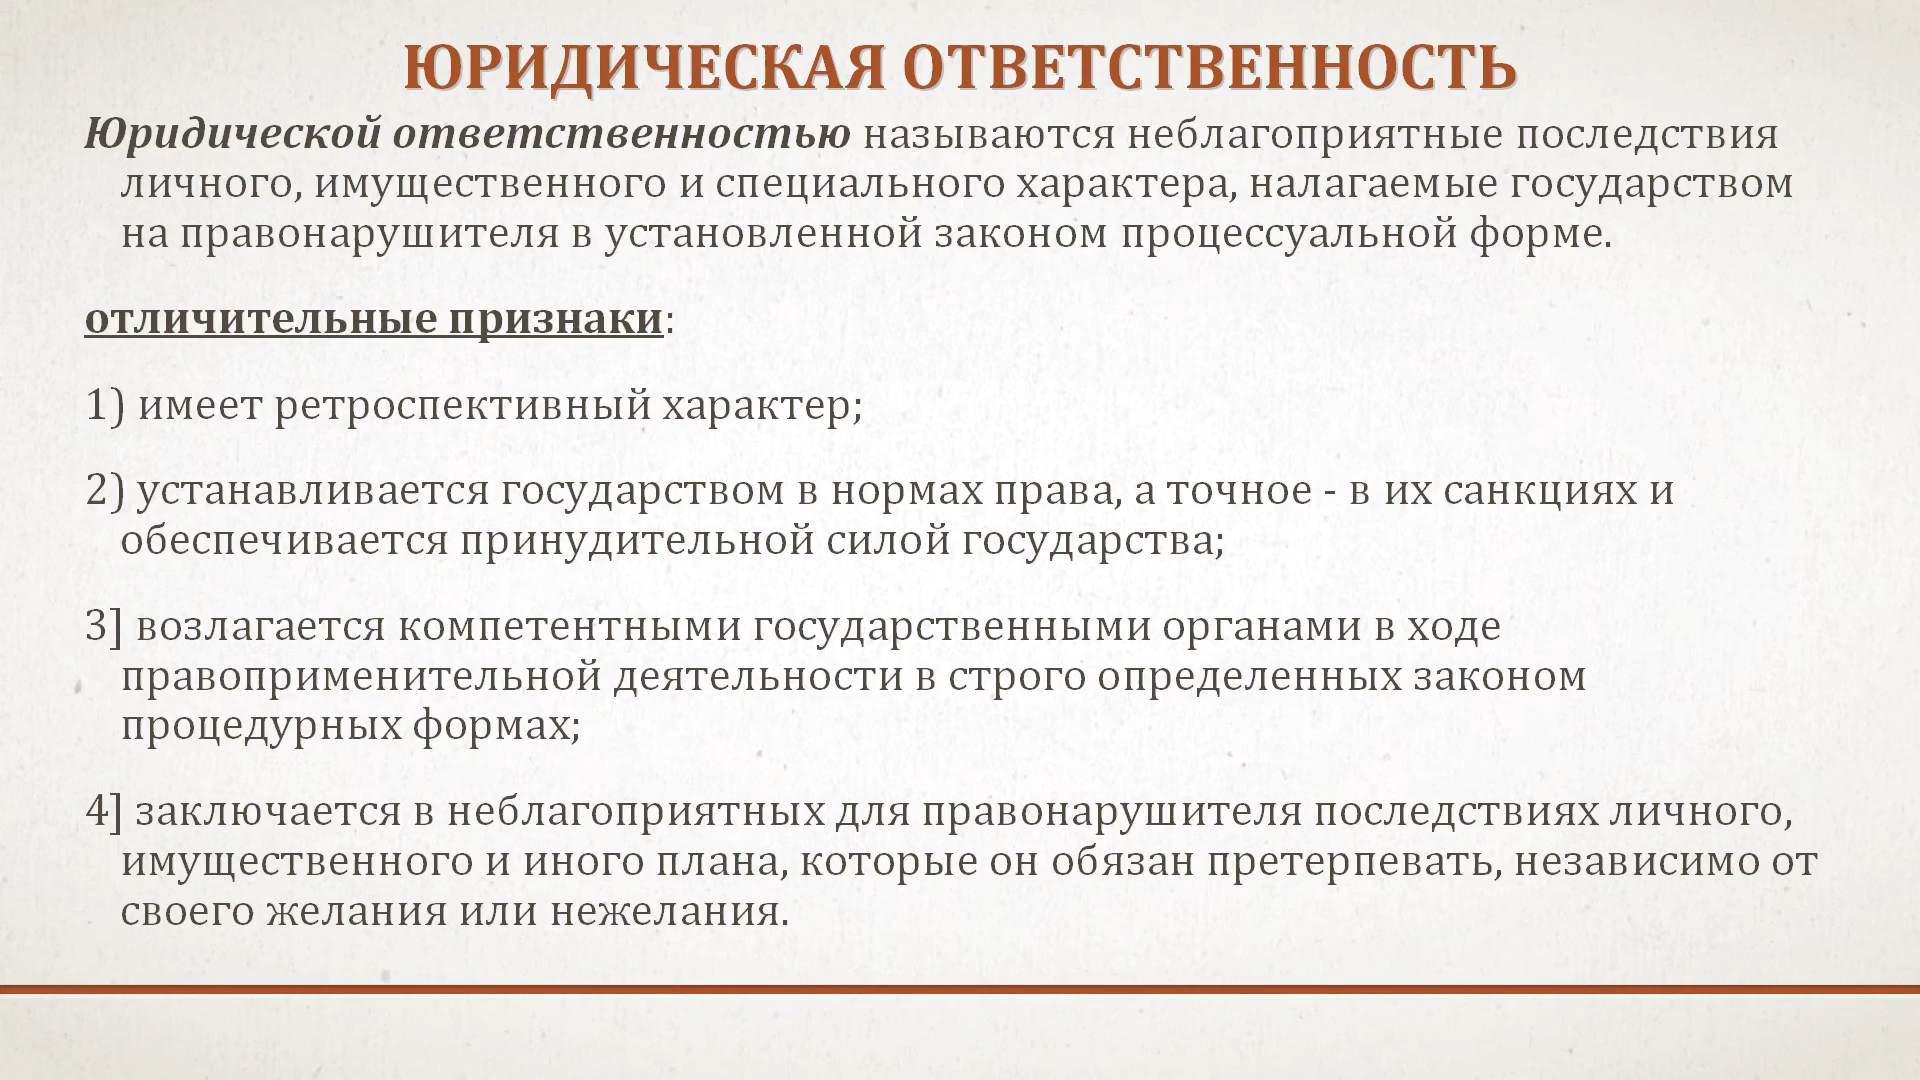 ЮРИДИЧЕСКАЯ ОТВЕТСТВЕННОСТЬ
Юридической ответственностью называются неблагоприятные последствия
личного, имущественного и специального характера, налагаемые государством
на правонарушителя в установленной законом процессуальной форме.
отличительные признаки:
1) имеет ретроспективный характер;
2) устанавливается государством в нормах права, а точное - в их санкциях и
обеспечивается принудительной силой государства;
3] возлагается компетентными государственными органами в ходе
правоприменительной деятельности в строго определенных законом
процедурных формах;
4] заключается в неблагоприятных для правонарушителя последствиях личного,
имущественного и иного плана, которые он обязан претерпевать, независимо от
своего желания или нежелания.